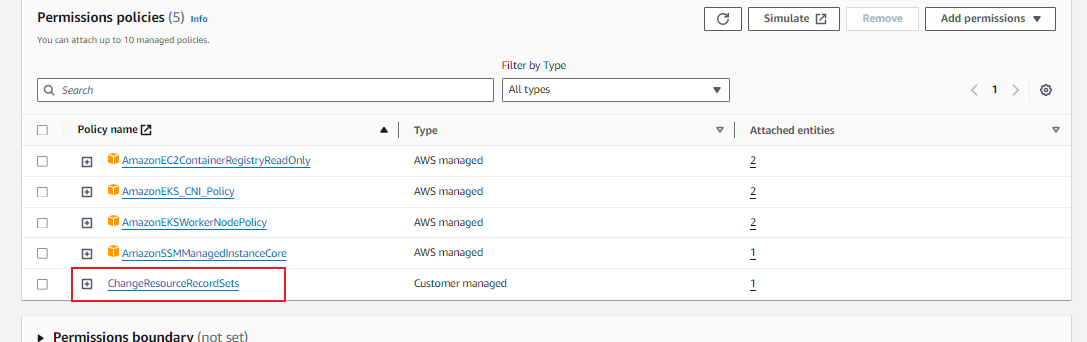 Permissions policies (5) Info
Simulate Remove Add permissions
You can attach up to 10 managed policies.
Filter by Type
Search All types 1
Policy name Type Attached entities
AmazonEC2ContainerRegistryReadOnly AWS managed 2
AmazonEKS_CNI_Policy AWS managed 2
AmazonEKSWorkerNodePolicy AWS managed 2
AmazonSSMManagedInstanceCore AWS managed 1
ChangeResourceRecordSets Customer managed 1
Permissions boundary (not set)